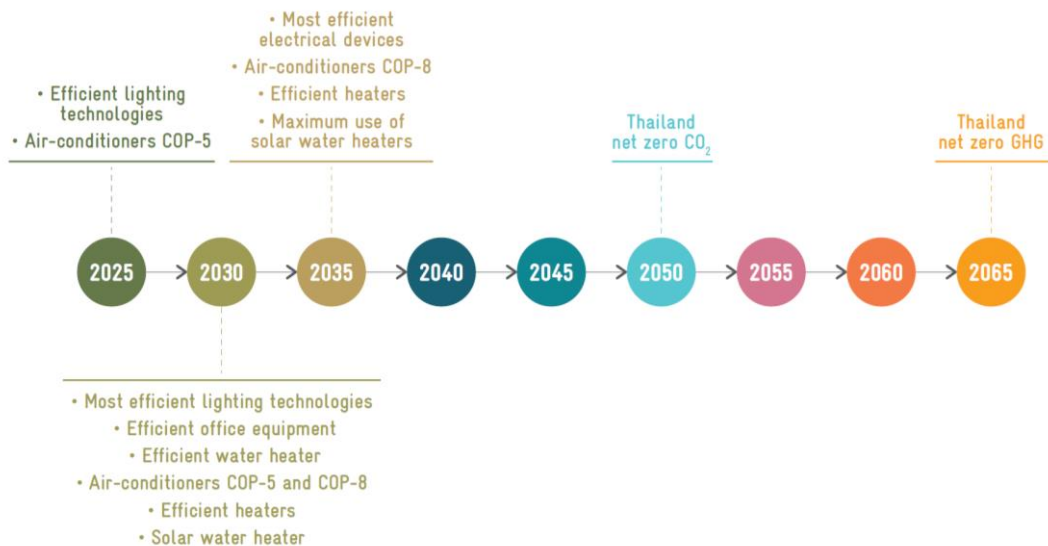 • Most efficient
electrical devices
• Air-conditioners COP-8
• Efficient heaters
• Maximum use of
solar water heaters
• Efficient lighting
technologies
• Air-conditioners COP-5
Thailand
net zero CO₂
Thailand
net zero GHG
2025
2030
2035
2040
2045
2050
2055
2060
2065
• Most efficient lighting technologies
• Efficient office equipment
• Efficient water heater
• Air-conditioners COP-5 and COP-8
• Efficient heaters
• Solar water heater